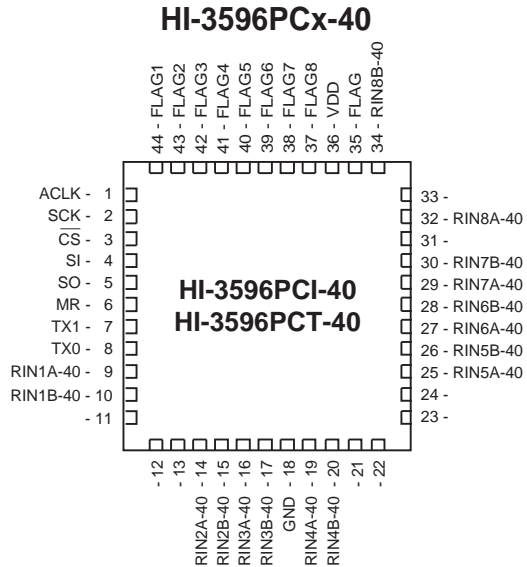 HI-3596PCx-40
44 - FLAG1
43 - FLAG2
42 - FLAG3
41 - FLAG4
40 - FLAG5
39 - FLAG6
38 - FLAG7
37 - FLAG8
36 - VDD
35 - FLAG
34 - RIN8B-40
ACLK - 1
SCK - 2
CS - 3
SI - 4
SO - 5
MR - 6
TX1 - 7
TX0 - 8
RIN1A-40 - 9
RIN1B-40 - 10
- 11
HI-3596PCI-40
HI-3596PCT-40
33 -
32 - RIN8A-40
31 -
30 - RIN7B-40
29 - RIN7A-40
28 - RIN6B-40
27 - RIN6A-40
26 - RIN5B-40
25 - RIN5A-40
24 -
23 -
- 12
- 13
RIN2A-40 - 14
RIN2B-40 - 15
RIN3A-40 - 16
RIN3B-40 - 17
GND - 18
RIN4A-40 - 19
RIN4B-40 - 20
- 21
- 22